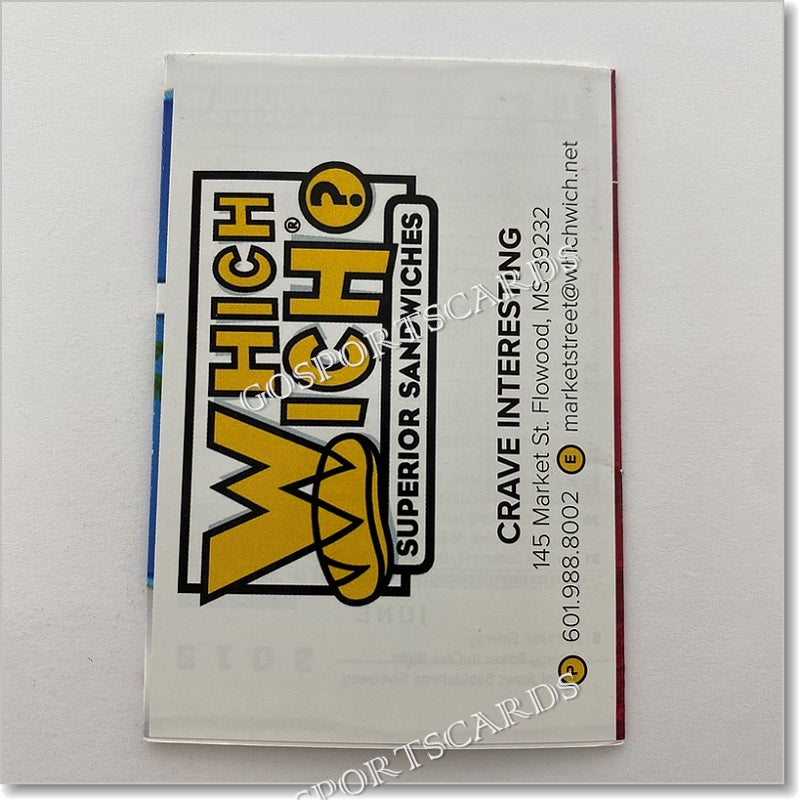 WHICH
WICH®
?
SUPERIOR SANDWICHES
CRAVE INTERESTING
145 Market St. Flowood, MS 39232
P 601.988.8002 E marketstreet@whichwich.net
GOSPORTSCARDS
SPORTSCARDS
JUNE
2012